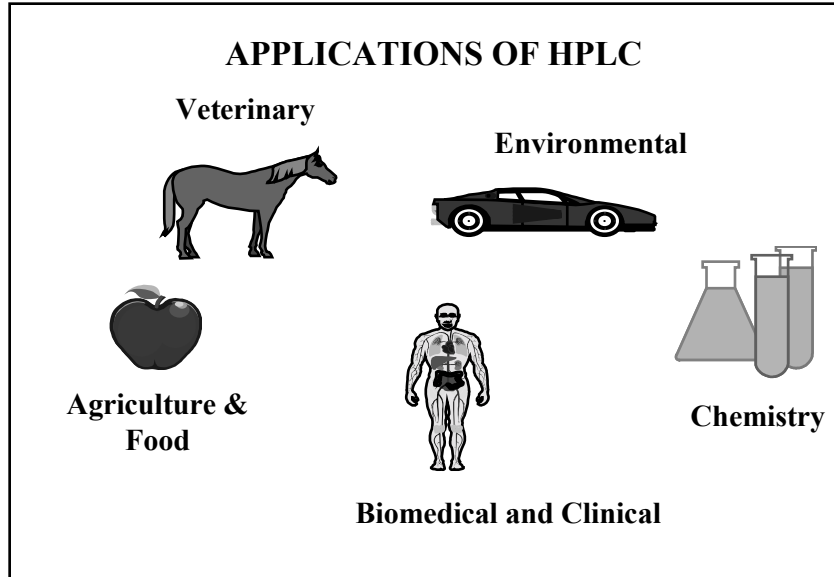 APPLICATIONS OF HPLC
Veterinary
Environmental
Agriculture &
Food
Chemistry
Biomedical and Clinical